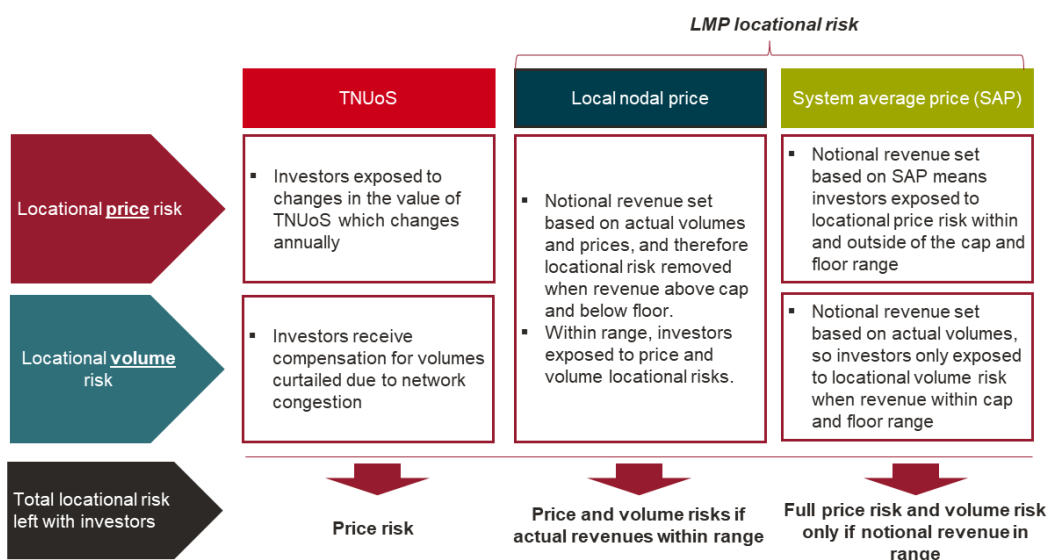 LMP locational risk
TNUoS
Local nodal price
System average price (SAP)
Locational price risk
▪ Investors exposed to
changes in the value of
TNUoS which changes
annually
▪ Notional revenue set
based on actual volumes
and prices, and therefore
locational risk removed
when revenue above cap
and below floor.
▪ Within range, investors
exposed to price and
volume locational risks.
▪ Notional revenue set
based on SAP means
investors exposed to
locational price risk within
and outside of the cap and
floor range
Locational volume
risk
▪ Investors receive
compensation for volumes
curtailed due to network
congestion
▪ Notional revenue set
based on actual volumes,
so investors only exposed
to locational volume risk
when revenue within cap
and floor range
Total locational risk
left with investors
Price risk
Price and volume risks if
actual revenues within range
Full price risk and volume risk
only if notional revenue in
range